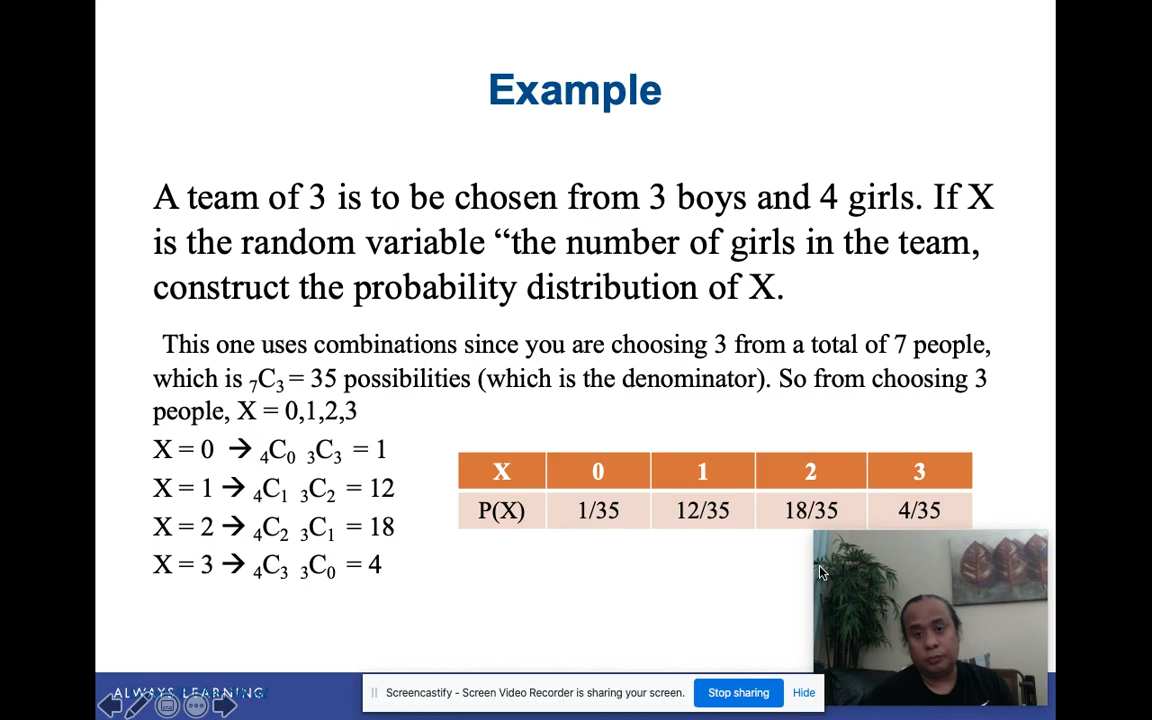 Example
A team of 3 is to be chosen from 3 boys and 4 girls. If X
is the random variable “the number of girls in the team,
construct the probability distribution of X.
This one uses combinations since you are choosing 3 from a total of 7 people,
which is ₇C₃ = 35 possibilities (which is the denominator). So from choosing 3
people, X = 0,1,2,3
X = 0 → ₄C₀ ₃C₃ = 1
X = 1 → ₄C₁ ₃C₂ = 12
X = 2 → ₄C₂ ₃C₁ = 18
X = 3 → ₄C₃ ₃C₀ = 4
X 0 1 2 3
P(X) 1/35 12/35 18/35 4/35
ALWAYS LEARNING
Screencastify - Screen Video Recorder is sharing your screen. Stop sharing Hide